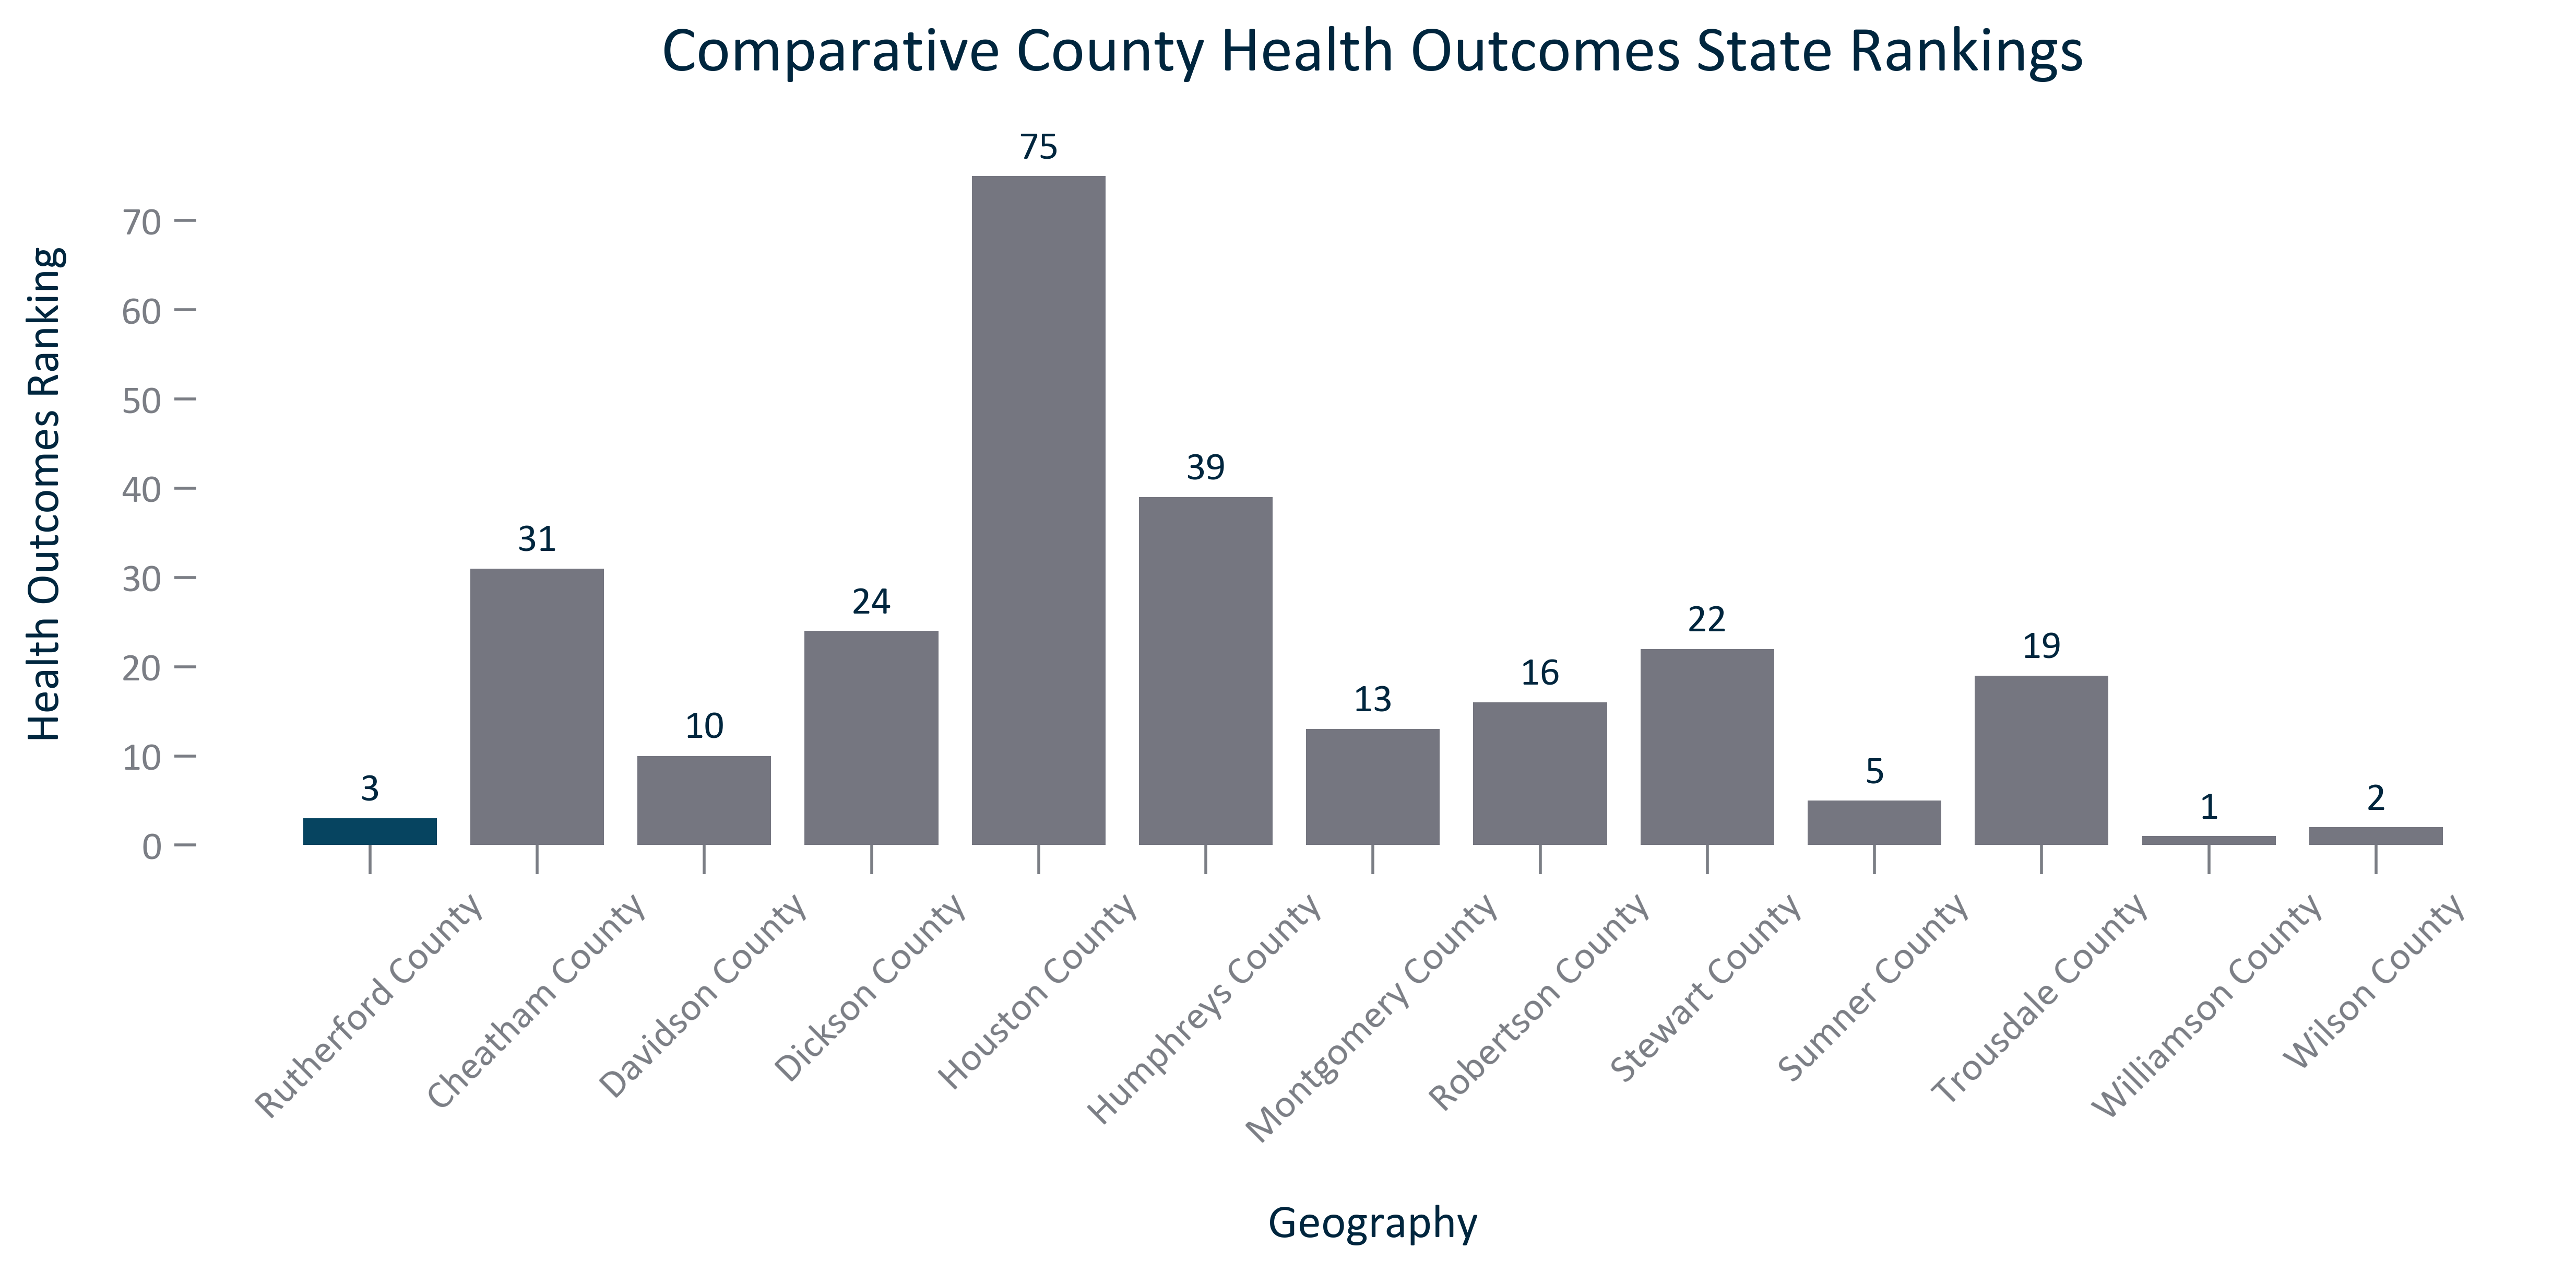 Comparative County Health Outcomes State Rankings
Health Outcomes Ranking
70
60
50
40
30
20
10
0
3
31
10
24
75
39
13
16
22
5
19
1
2
Rutherford County
Cheatham County
Davidson County
Dickson County
Houston County
Humphreys County
Montgomery County
Robertson County
Stewart County
Sumner County
Trousdale County
Williamson County
Wilson County
Geography